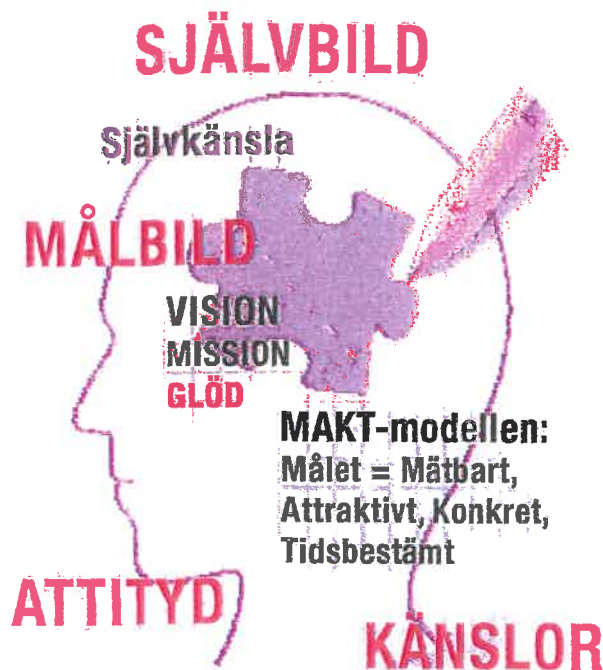 SJÄLVBILD
Självkänsla
MÅLBILD
VISION
MISSION
GLÖD
MAKT-modellen:
Målet = Mätbart,
Attraktivt, Konkret,
Tidsbestämt
ATTITYD
KÄNSLOR